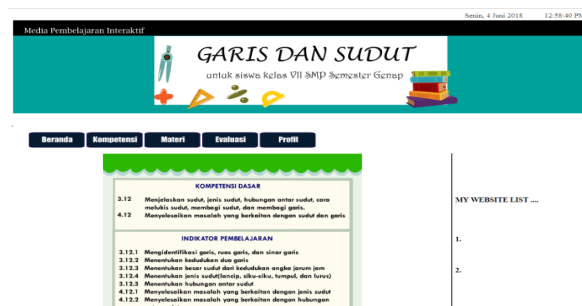 Senin, 4 Juni 2018 12:58:40 PM
Media Pembelajaran Interaktif
GARIS DAN SUDUT
untuk siswa kelas VII SMP Semester Genap
Beranda Kompetensi Materi Evaluasi Profil
KOMPETENSI DASAR
3.12 Menjelaskan sudut, jenis sudut, hubungan antar sudut, cara
melukis sudut, membagi sudut, dan membagi garis.
4.12 Menyelesaikan masalah yang berkaitan dengan sudut dan garis
INDIKATOR PEMBELAJARAN
3.12.1 Mengidentifikasi garis, ruas garis, dan sinar garis
3.12.2 Menentukan kedudukan dua garis
3.12.3 Menentukan besar sudut dari kedudukan angka jarum jam
3.12.4 Menentukan jenis sudut(lancip, siku-siku, tumpul, dan lurus)
3.12.5 Menentukan hubungan antar sudut
4.12.1 Menyelesaikan masalah yang berkaitan dengan jenis sudut
4.12.2 Menyelesaikan masalah yang berkaitan dengan hubungan
MY WEBSITE LIST ....
1.
2.